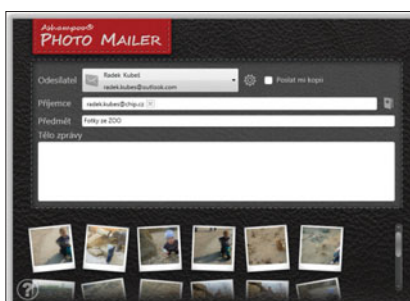 Ashampoo®
PHOTO MAILER
Odesílatel
Radek Kubeš
radek.kubes@outlook.com
Poslat mi kopii
Příjemce
radek.kubes@chip.cz
Předmět
Fotky ze ZOO
Tělo zprávy
?